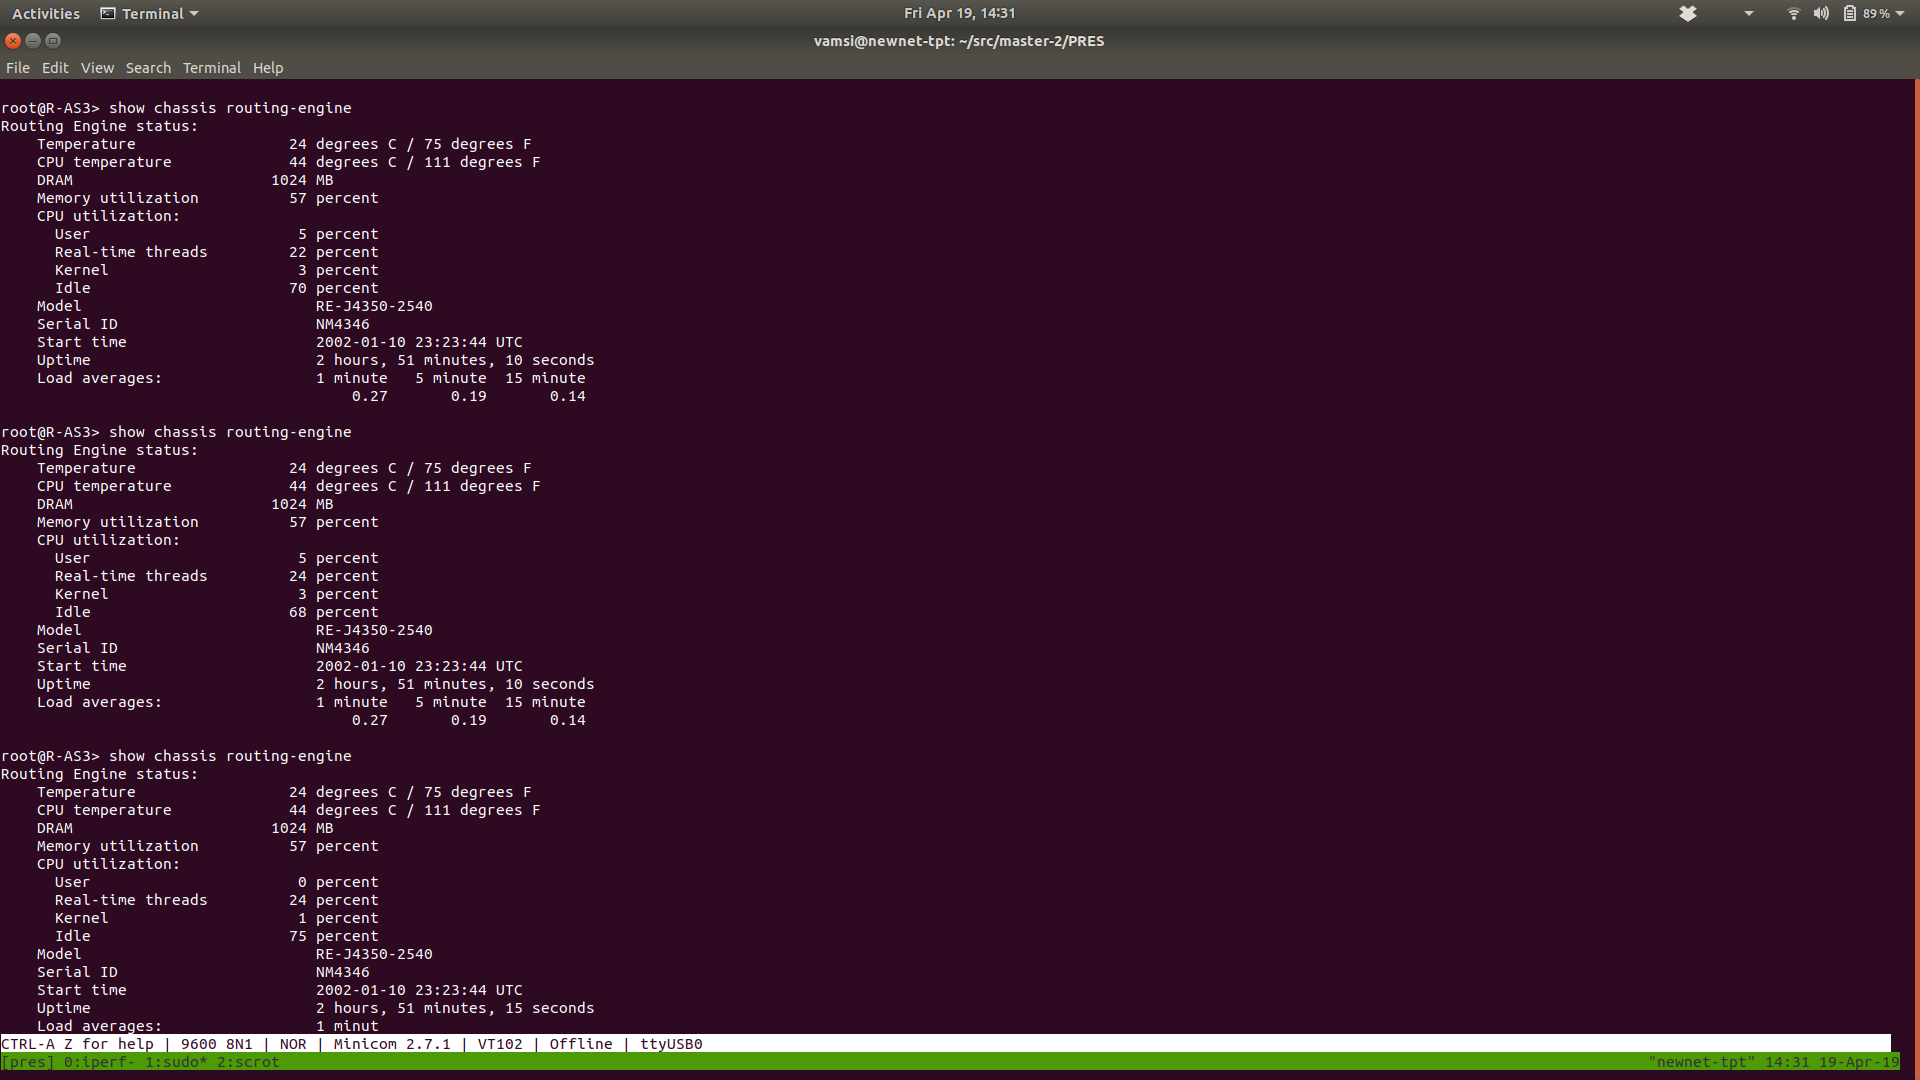 Activities Terminal Fri Apr 19, 14:31 89%
vamsi@newnet-tpt: ~/src/master-2/PRES
File Edit View Search Terminal Help
root@R-AS3> show chassis routing-engine
Routing Engine status:
    Temperature                 24 degrees C / 75 degrees F
    CPU temperature             44 degrees C / 111 degrees F
    DRAM                      1024 MB
    Memory utilization          57 percent
    CPU utilization:
      User                       5 percent
      Real-time threads         22 percent
      Kernel                     3 percent
      Idle                      70 percent
    Model                          RE-J4350-2540
    Serial ID                      NM4346
    Start time                     2002-01-10 23:23:44 UTC
    Uptime                         2 hours, 51 minutes, 10 seconds
    Load averages:                 1 minute   5 minute  15 minute
                                       0.27       0.19       0.14
root@R-AS3> show chassis routing-engine
Routing Engine status:
    Temperature                 24 degrees C / 75 degrees F
    CPU temperature             44 degrees C / 111 degrees F
    DRAM                      1024 MB
    Memory utilization          57 percent
    CPU utilization:
      User                       5 percent
      Real-time threads         24 percent
      Kernel                     3 percent
      Idle                      68 percent
    Model                          RE-J4350-2540
    Serial ID                      NM4346
    Start time                     2002-01-10 23:23:44 UTC
    Uptime                         2 hours, 51 minutes, 10 seconds
    Load averages:                 1 minute   5 minute  15 minute
                                       0.27       0.19       0.14
root@R-AS3> show chassis routing-engine
Routing Engine status:
    Temperature                 24 degrees C / 75 degrees F
    CPU temperature             44 degrees C / 111 degrees F
    DRAM                      1024 MB
    Memory utilization          57 percent
    CPU utilization:
      User                       0 percent
      Real-time threads         24 percent
      Kernel                     1 percent
      Idle                      75 percent
    Model                          RE-J4350-2540
    Serial ID                      NM4346
    Start time                     2002-01-10 23:23:44 UTC
    Uptime                         2 hours, 51 minutes, 15 seconds
    Load averages:                 1 minut
CTRL-A Z for help | 9600 8N1 | NOR | Minicom 2.7.1 | VT102 | Offline | ttyUSB0
[pres] 0:iperf- 1:sudo* 2:scrot "newnet-tpt" 14:31 19-Apr-19